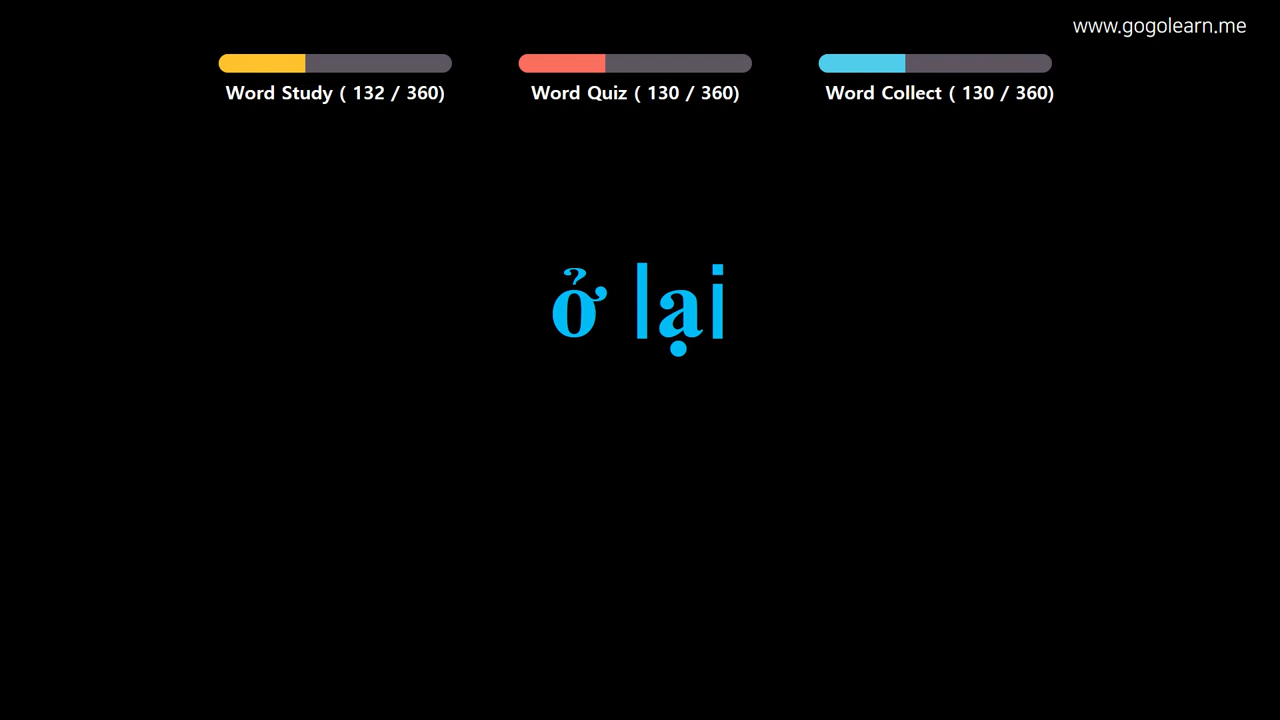 www.gogolearn.me
Word Study ( 132 / 360)
Word Quiz ( 130 / 360)
Word Collect ( 130 / 360)
ở lại